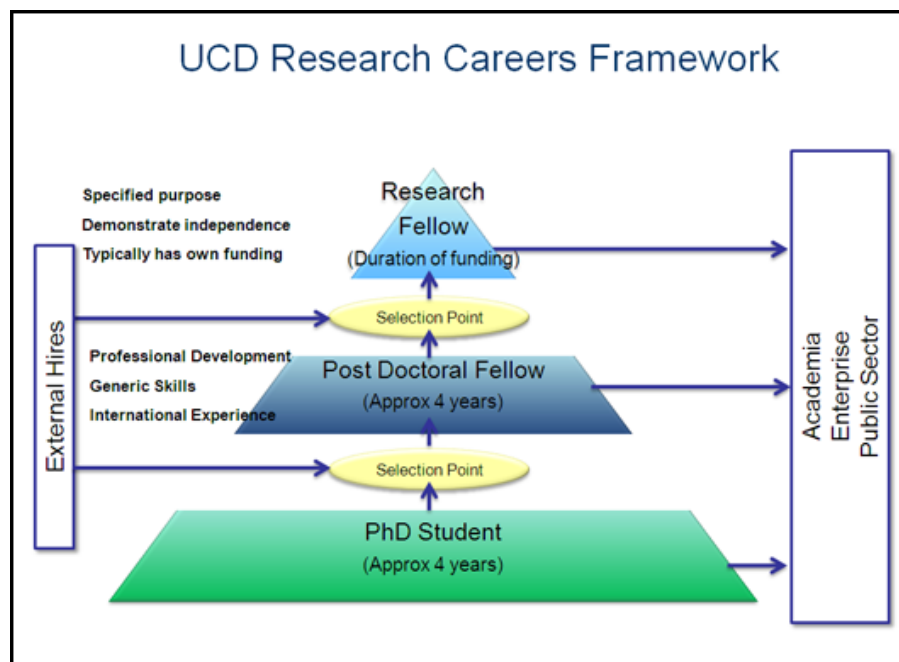 UCD Research Careers Framework
Specified purpose
Demonstrate independence
Typically has own funding
Research
Fellow
(Duration of funding)
Selection Point
External Hires
Professional Development
Generic Skills
International Experience
Post Doctoral Fellow
(Approx 4 years)
Selection Point
PhD Student
(Approx 4 years)
Academia
Enterprise
Public Sector